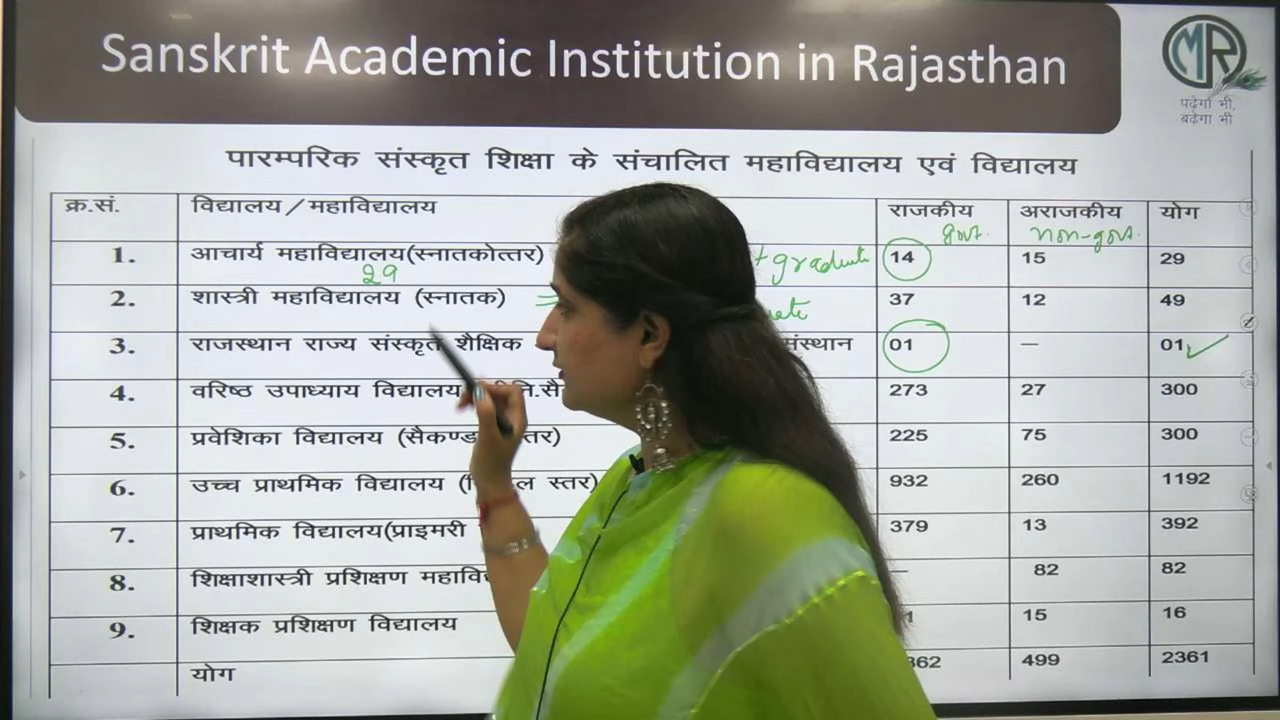 Sanskrit Academic Institution in Rajasthan
MR
पढ़ेगा भी,
बढ़ेगा भी
पारम्परिक संस्कृत शिक्षा के संचालित महाविद्यालय एवं विद्यालय
क्र.सं. विद्यालय/महाविद्यालय राजकीय अराजकीय योग
govt. non-govt.
1. आचार्य महाविद्यालय(स्नातकोत्तर) graduate 14 15 29
29
2. शास्त्री महाविद्यालय (स्नातक) = 37 12 49
3. राजस्थान राज्य संस्कृत शैक्षिक संस्थान 01 — 01
4. वरिष्ठ उपाध्याय विद्यालय 273 27 300
5. प्रवेशिका विद्यालय 225 75 300
6. उच्च प्राथमिक विद्यालय स्तर) 932 260 1192
7. प्राथमिक विद्यालय(प्राइमरी 379 13 392
8. शिक्षाशास्त्री प्रशिक्षण — 82 82
9. शिक्षक प्रशिक्षण विद्यालय 15 16
योग 499 2361